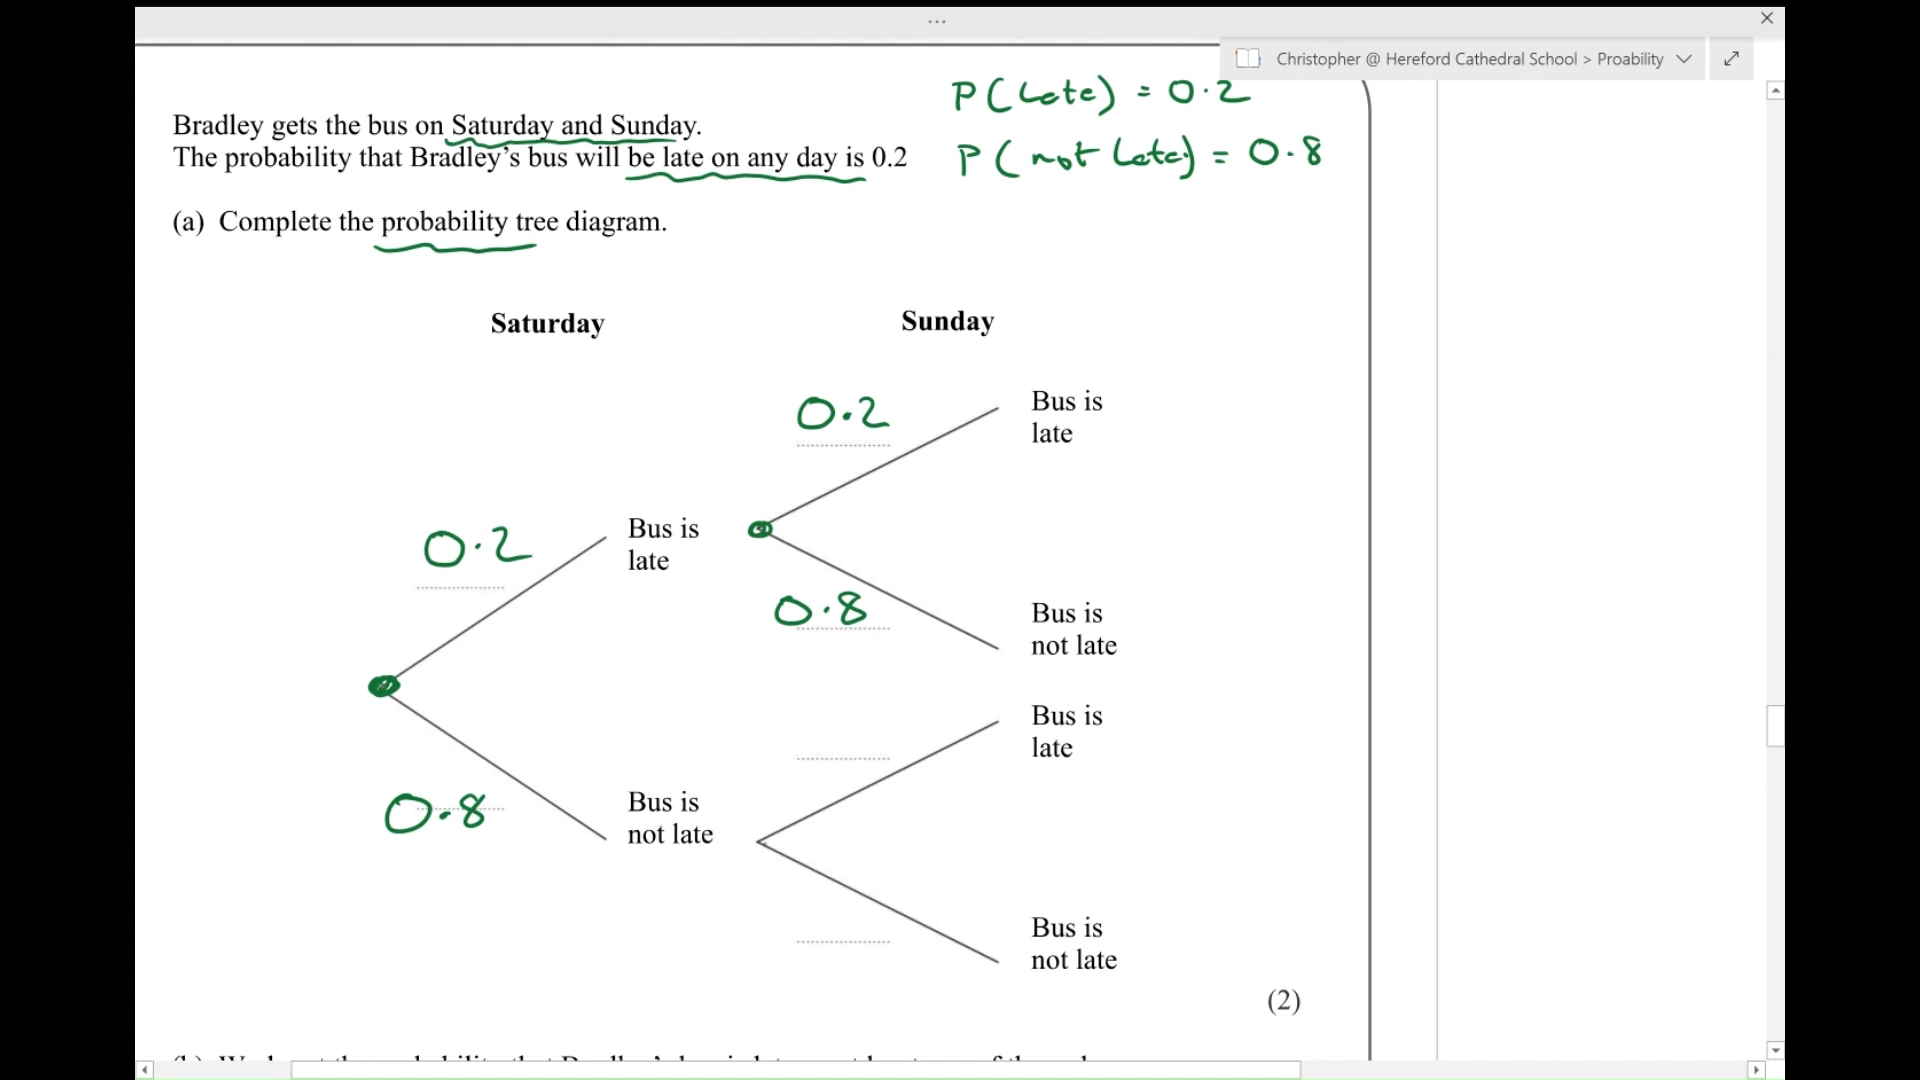 ...
Christopher @ Hereford Cathedral School > Proability
P(Late) = 0.2
Bradley gets the bus on Saturday and Sunday.
The probability that Bradley's bus will be late on any day is 0.2
P(not Late) = 0.8
(a) Complete the probability tree diagram.
Saturday
Sunday
0.2
Bus is
late
0.2
Bus is
late
0.8
Bus is
not late
Bus is
late
0.8
Bus is
not late
Bus is
not late
(2)